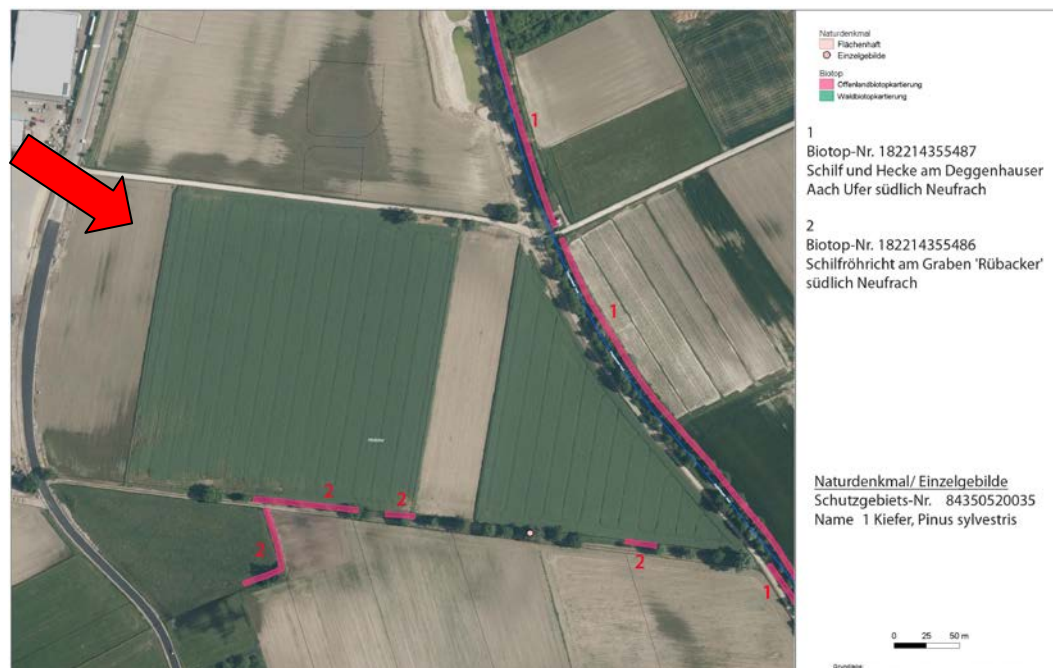 Naturdenkmal
Flächenhaft
Einzelgebilde
Biotop
Offenlandbiotopkartierung
Waldbiotopkartierung
1
Biotop-Nr. 182214355487
Schilf und Hecke am Deggenhauser
Aach Ufer südlich Neufrach
2
Biotop-Nr. 182214355486
Schilfröhricht am Graben 'Rübacker'
südlich Neufrach
Naturdenkmal/ Einzelgebilde
Schutzgebiets-Nr. 84350520035
Name 1 Kiefer, Pinus sylvestris
0 25 50 m
1
1
2
2
2
2
1